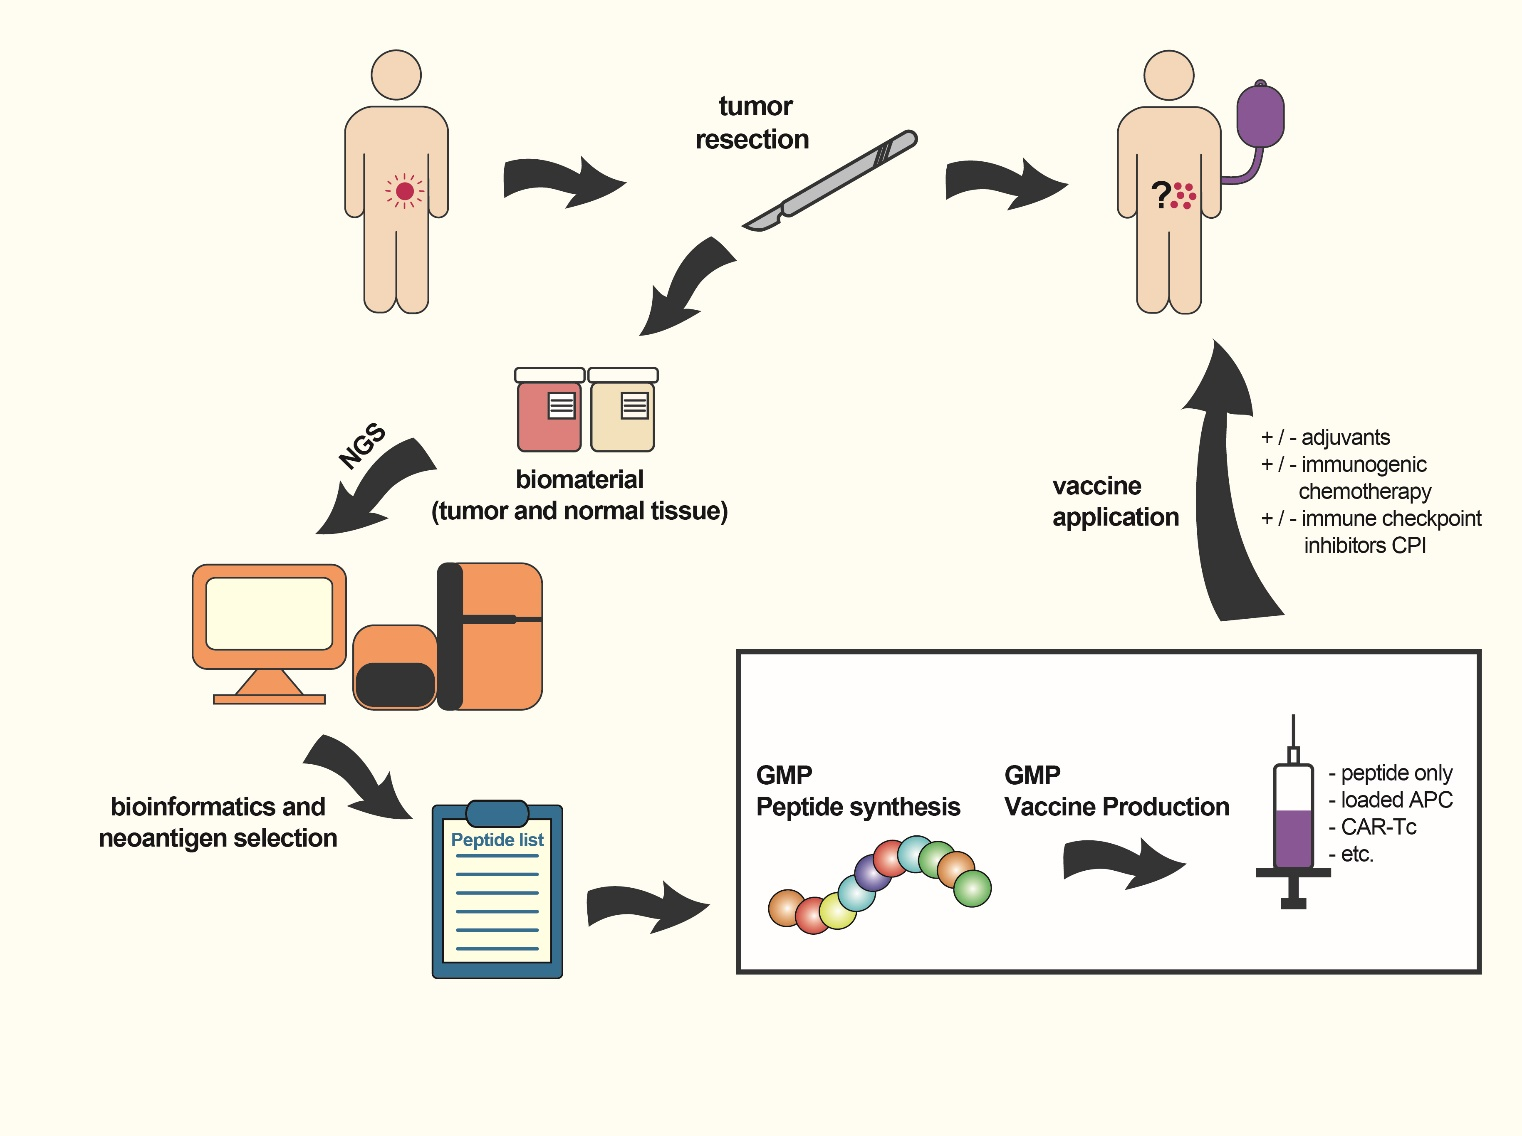 tumor
resection
?
NGS
biomaterial
(tumor and normal tissue)
vaccine
application
+ / - adjuvants
+ / - immunogenic
chemotherapy
+ / - immune checkpoint
inhibitors CPI
bioinformatics and
neoantigen selection
Peptide list
GMP
Peptide synthesis
GMP
Vaccine Production
- peptide only
- loaded APC
- CAR-Tc
- etc.